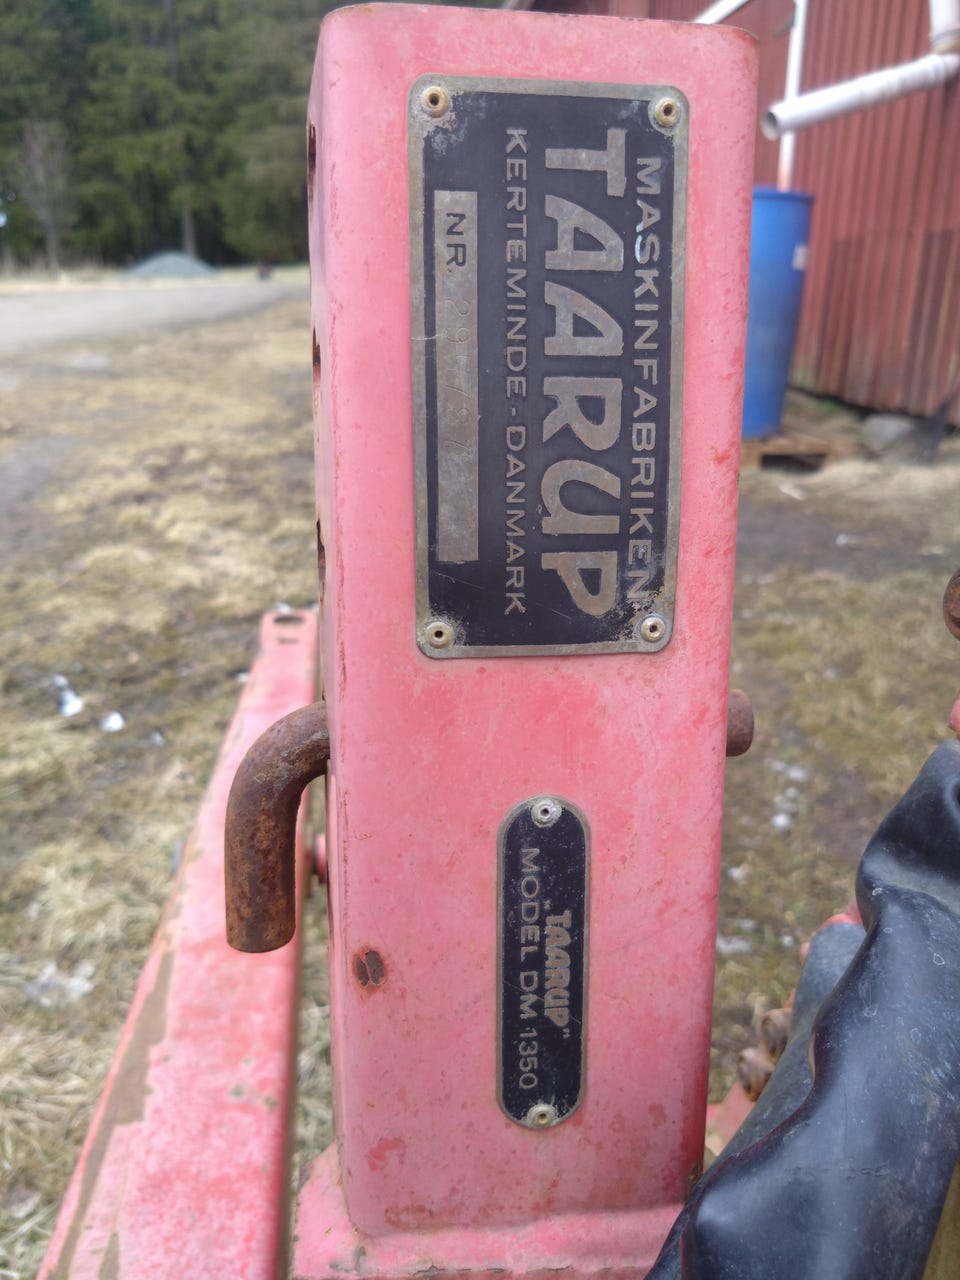 MASKINFABRIKEN
TAARUP
KERTEMINDE-DANMARK
NR.
"TAARUP"
MODEL DM 1350